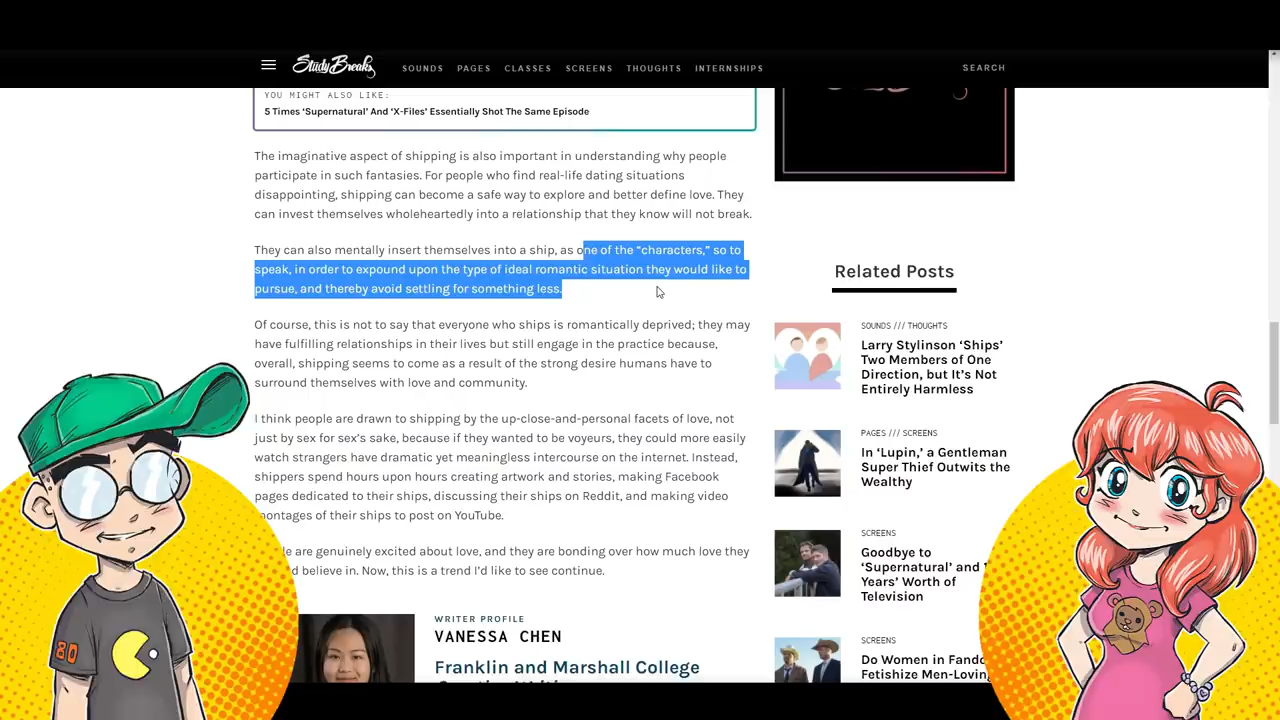 StudyBreaks
SOUNDS PAGES CLASSES SCREENS THOUGHTS INTERNSHIPS
SEARCH
YOU MIGHT ALSO LIKE:
5 Times ‘Supernatural’ And ‘X-Files’ Essentially Shot The Same Episode
The imaginative aspect of shipping is also important in understanding why people
participate in such fantasies. For people who find real-life dating situations
disappointing, shipping can become a safe way to explore and better define love. They
can invest themselves wholeheartedly into a relationship that they know will not break.
They can also mentally insert themselves into a ship, as one of the “characters,” so to
speak, in order to expound upon the type of ideal romantic situation they would like to
pursue, and thereby avoid settling for something less.
Of course, this is not to say that everyone who ships is romantically deprived; they may
have fulfilling relationships in their lives but still engage in the practice because,
overall, shipping seems to come as a result of the strong desire humans have to
surround themselves with love and community.
I think people are drawn to shipping by the up-close-and-personal facets of love, not
just by sex for sex’s sake, because if they wanted to be voyeurs, they could more easily
watch strangers have dramatic yet meaningless intercourse on the internet. Instead,
shippers spend hours upon hours creating artwork and stories, making Facebook
pages dedicated to their ships, discussing their ships on Reddit, and making video
montages of their ships to post on YouTube.
are genuinely excited about love, and they are bonding over how much love they
believe in. Now, this is a trend I’d like to see continue.
WRITER PROFILE
VANESSA CHEN
Franklin and Marshall College
Related Posts
SOUNDS /// THOUGHTS
Larry Stylinson ‘Ships’
Two Members of One
Direction, but It’s Not
Entirely Harmless
PAGES /// SCREENS
In ‘Lupin,’ a Gentleman
Super Thief Outwits the
Wealthy
SCREENS
Goodbye to
‘Supernatural’ and
Years’ Worth of
Television
SCREENS
Do Women in
Fetishize
80